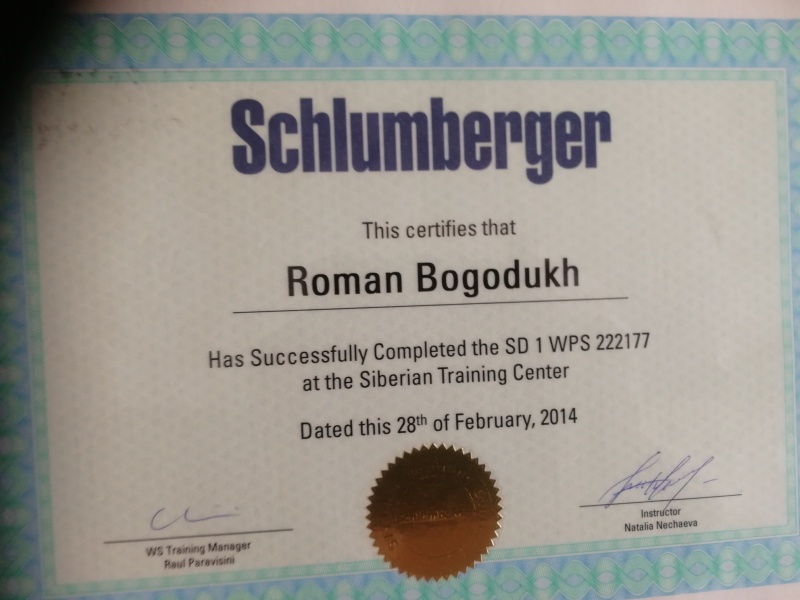 Schlumberger
This certifies that
Roman Bogodukh
Has Successfully Completed the SD 1 WPS 222177
at the Siberian Training Center
Dated this 28th of February, 2014
WS Training Manager
Raul Paravisini
Instructor
Natalia Nechaeva